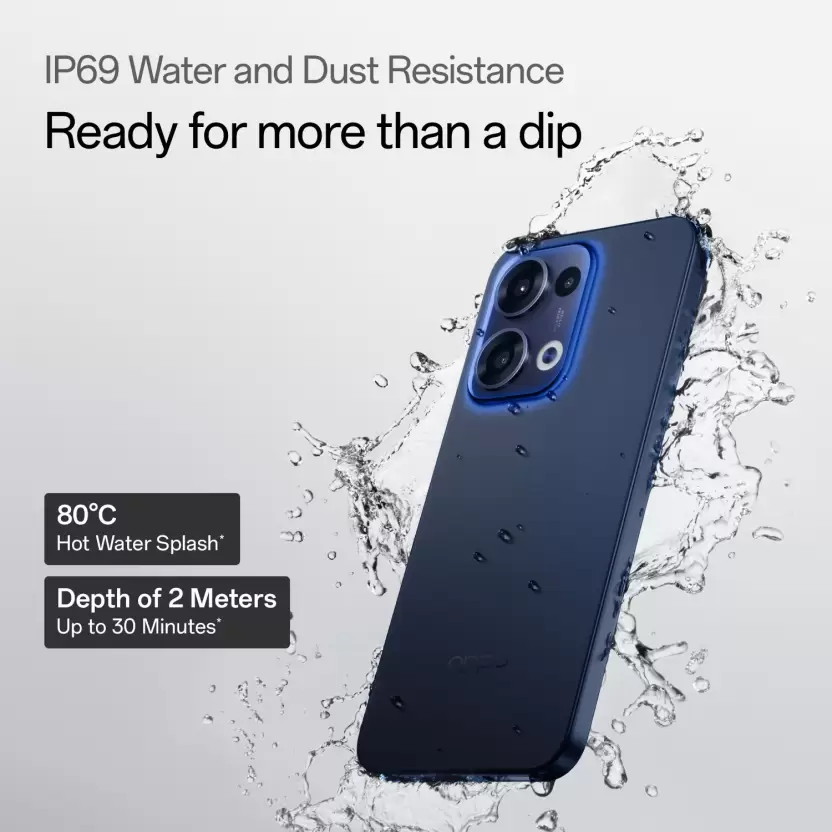 IP69 Water and Dust Resistance
Ready for more than a dip
80°C
Hot Water Splash*
Depth of 2 Meters
Up to 30 Minutes*
oppo